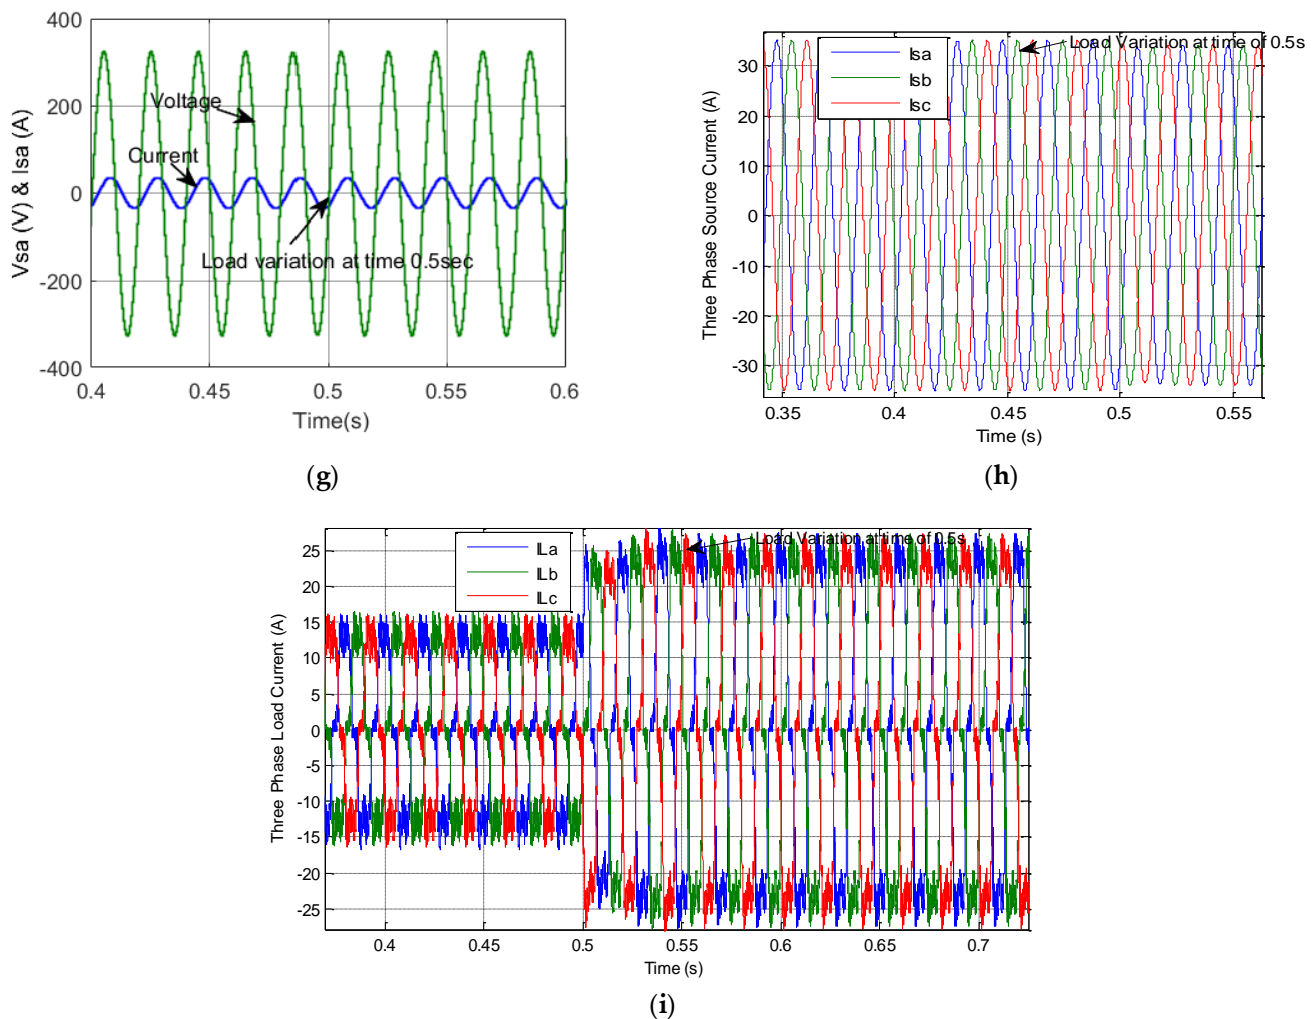 400
200
0
-200
-400
Vsa (V) & Isa (A)
Voltage
Current
Load variation at time 0.5sec
0.4
0.45
0.5
0.55
0.6
Time(s)
(g)
30
20
10
0
-10
-20
-30
Three Phase Source Current (A)
Isa
Isb
Isc
Load Variation at time of 0.5s
0.35
0.4
0.45
0.5
0.55
Time (s)
(h)
25
20
15
10
5
0
-5
-10
-15
-20
-25
Three Phase Load Current (A)
ILa
ILb
ILc
Load Variation at time of 0.5s
0.4
0.45
0.5
0.55
0.6
0.65
0.7
Time (s)
(i)